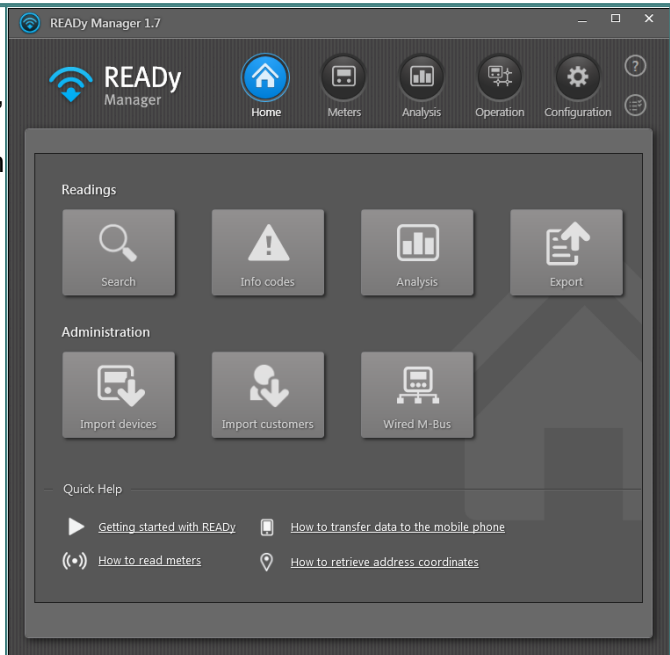 READy Manager 1.7
READy
Manager
Home Meters Analysis Operation Configuration
?
Readings
Search Info codes Analysis Export
Administration
Import devices Import customers Wired M-Bus
Quick Help
Getting started with READy How to transfer data to the mobile phone
How to read meters How to retrieve address coordinates